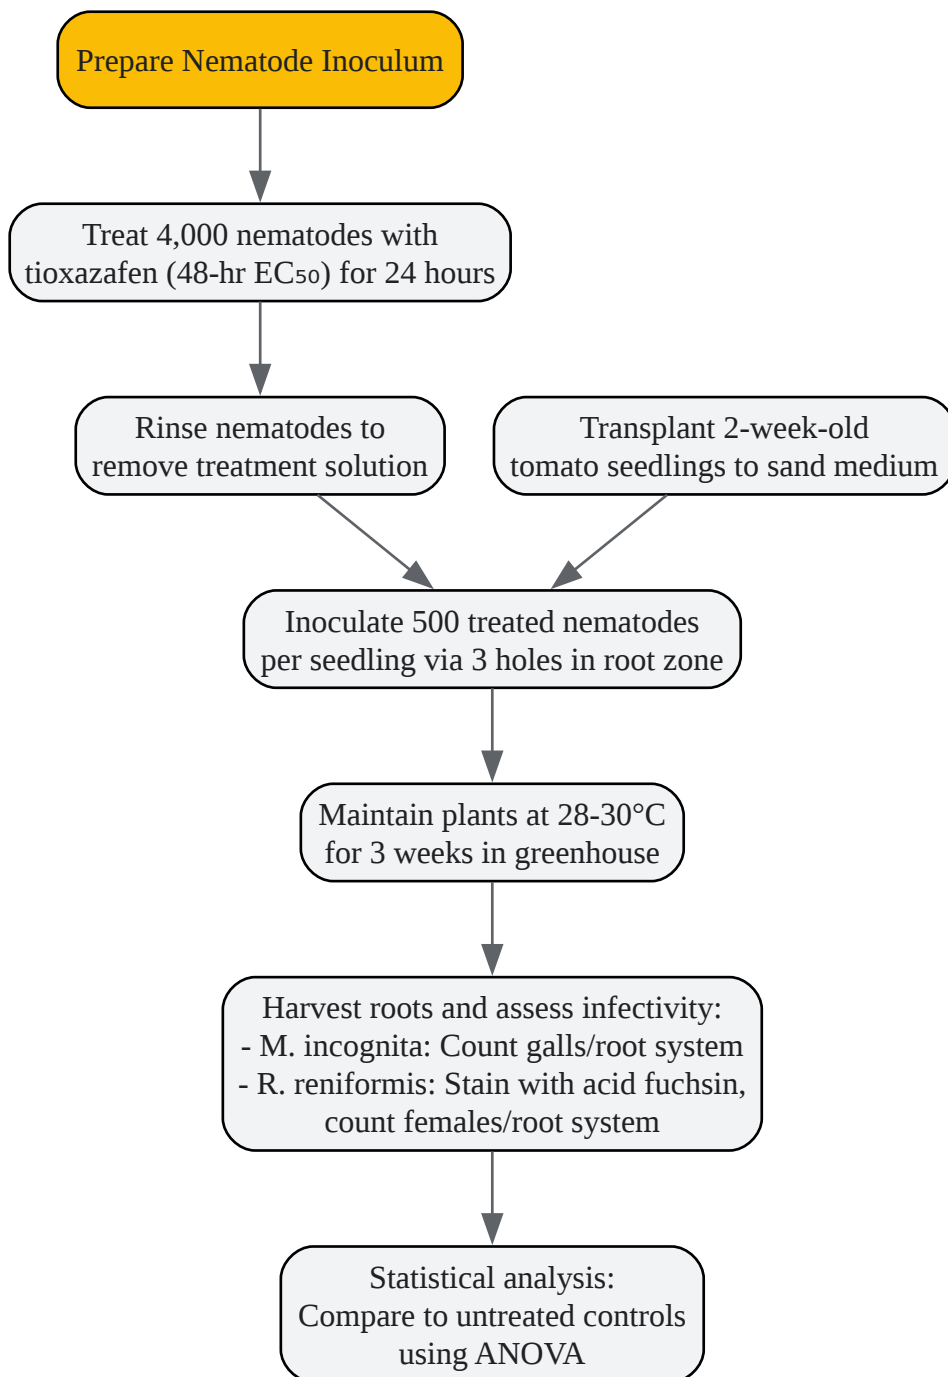 Prepare Nematode Inoculum
Treat 4,000 nematodes with
tioxazafen (48-hr EC₅₀) for 24 hours
Rinse nematodes to
remove treatment solution
Transplant 2-week-old
tomato seedlings to sand medium
Inoculate 500 treated nematodes
per seedling via 3 holes in root zone
Maintain plants at 28-30°C
for 3 weeks in greenhouse
Harvest roots and assess infectivity:
- M. incognita: Count galls/root system
- R. reniformis: Stain with acid fuchsin,
count females/root system
Statistical analysis:
Compare to untreated controls
using ANOVA